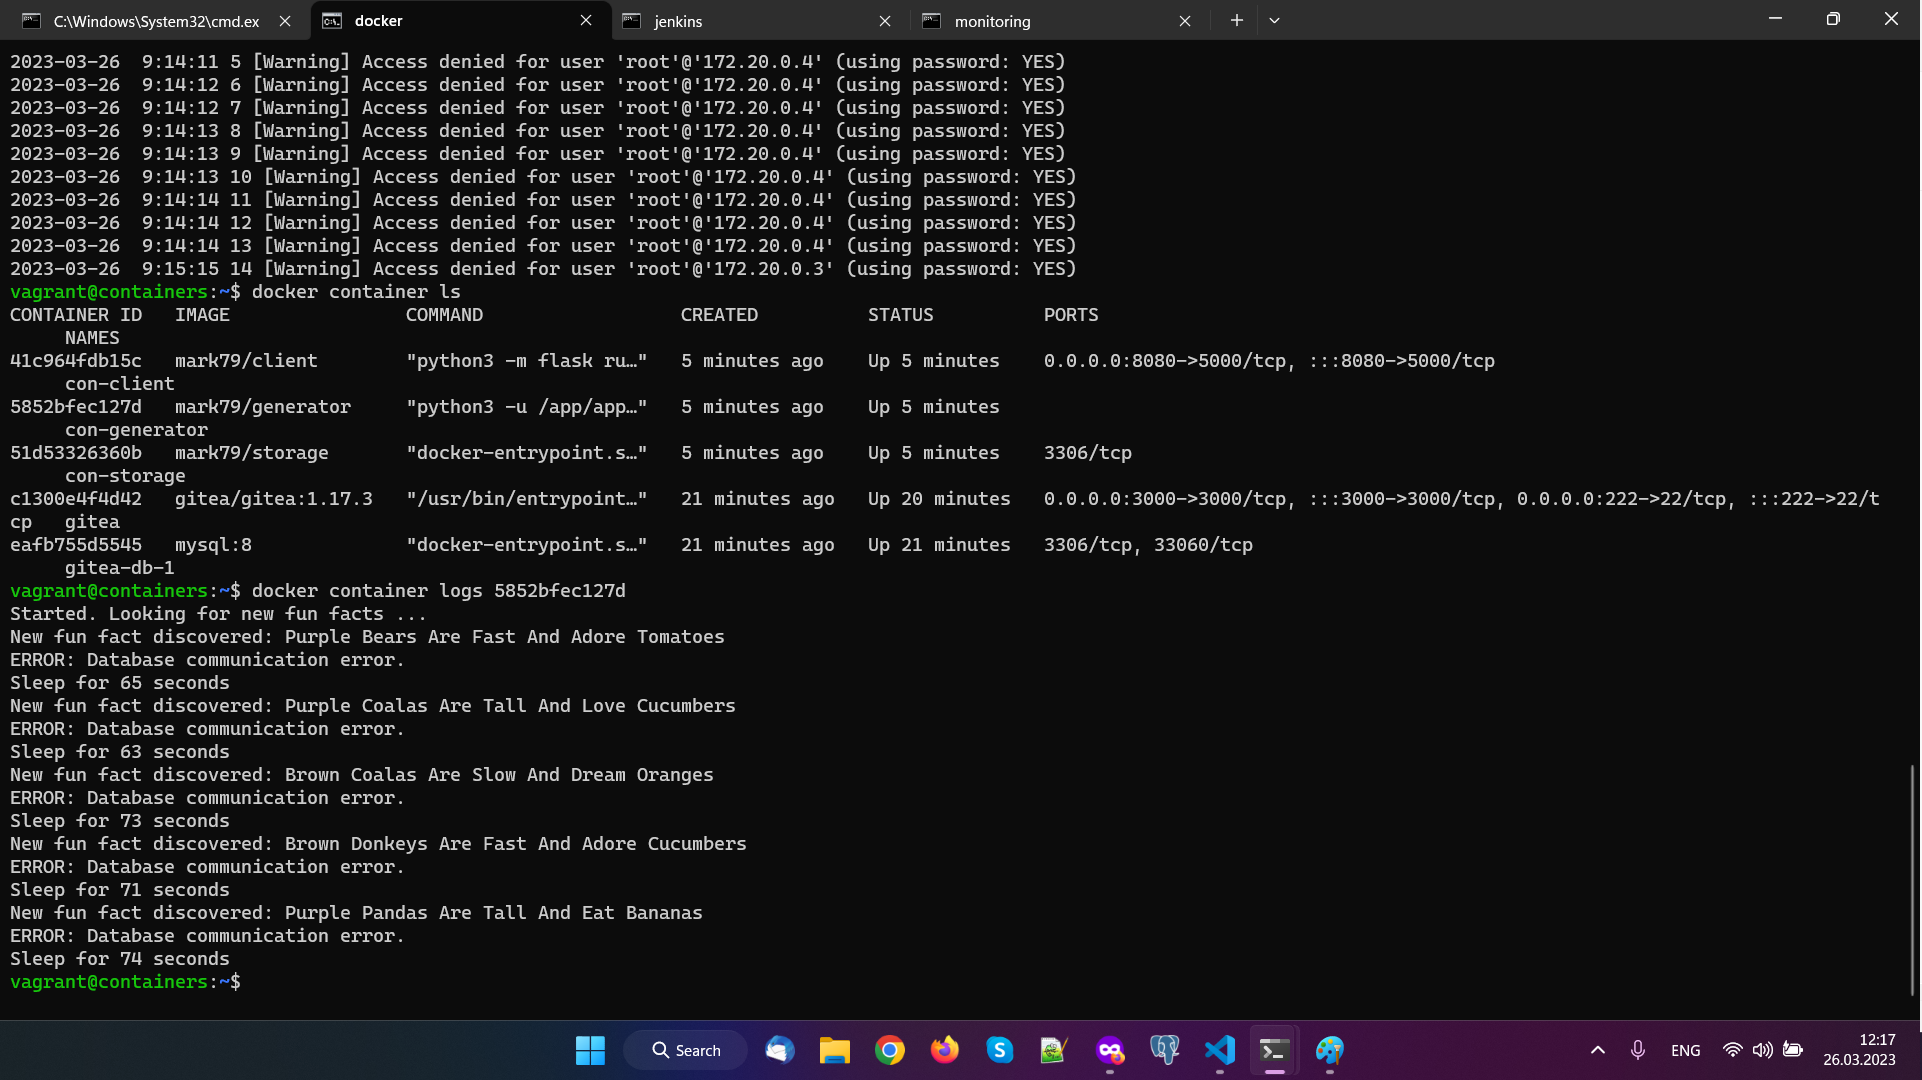 C:\Windows\System32\cmd.ex
docker
jenkins
monitoring
2023-03-26  9:14:11 5 [Warning] Access denied for user 'root'@'172.20.0.4' (using password: YES)
2023-03-26  9:14:12 6 [Warning] Access denied for user 'root'@'172.20.0.4' (using password: YES)
2023-03-26  9:14:12 7 [Warning] Access denied for user 'root'@'172.20.0.4' (using password: YES)
2023-03-26  9:14:13 8 [Warning] Access denied for user 'root'@'172.20.0.4' (using password: YES)
2023-03-26  9:14:13 9 [Warning] Access denied for user 'root'@'172.20.0.4' (using password: YES)
2023-03-26  9:14:13 10 [Warning] Access denied for user 'root'@'172.20.0.4' (using password: YES)
2023-03-26  9:14:14 11 [Warning] Access denied for user 'root'@'172.20.0.4' (using password: YES)
2023-03-26  9:14:14 12 [Warning] Access denied for user 'root'@'172.20.0.4' (using password: YES)
2023-03-26  9:14:14 13 [Warning] Access denied for user 'root'@'172.20.0.4' (using password: YES)
2023-03-26  9:15:15 14 [Warning] Access denied for user 'root'@'172.20.0.3' (using password: YES)
vagrant@containers:~$ docker container ls
CONTAINER ID   IMAGE                COMMAND                  CREATED          STATUS          PORTS
     NAMES
41c964fdb15c   mark79/client        "python3 -m flask ru…"   5 minutes ago    Up 5 minutes    0.0.0.0:8080->5000/tcp, :::8080->5000/tcp
     con-client
5852bfec127d   mark79/generator     "python3 -u /app/app…"   5 minutes ago    Up 5 minutes
     con-generator
51d53326360b   mark79/storage       "docker-entrypoint.s…"   5 minutes ago    Up 5 minutes    3306/tcp
     con-storage
c1300e4f4d42   gitea/gitea:1.17.3   "/usr/bin/entrypoint…"   21 minutes ago   Up 20 minutes   0.0.0.0:3000->3000/tcp, :::3000->3000/tcp, 0.0.0.0:222->22/tcp, :::222->22/t
cp   gitea
eafb755d5545   mysql:8              "docker-entrypoint.s…"   21 minutes ago   Up 21 minutes   3306/tcp, 33060/tcp
     gitea-db-1
vagrant@containers:~$ docker container logs 5852bfec127d
Started. Looking for new fun facts ...
New fun fact discovered: Purple Bears Are Fast And Adore Tomatoes
ERROR: Database communication error.
Sleep for 65 seconds
New fun fact discovered: Purple Coalas Are Tall And Love Cucumbers
ERROR: Database communication error.
Sleep for 63 seconds
New fun fact discovered: Brown Coalas Are Slow And Dream Oranges
ERROR: Database communication error.
Sleep for 73 seconds
New fun fact discovered: Brown Donkeys Are Fast And Adore Cucumbers
ERROR: Database communication error.
Sleep for 71 seconds
New fun fact discovered: Purple Pandas Are Tall And Eat Bananas
ERROR: Database communication error.
Sleep for 74 seconds
vagrant@containers:~$
Search
ENG
12:17
26.03.2023